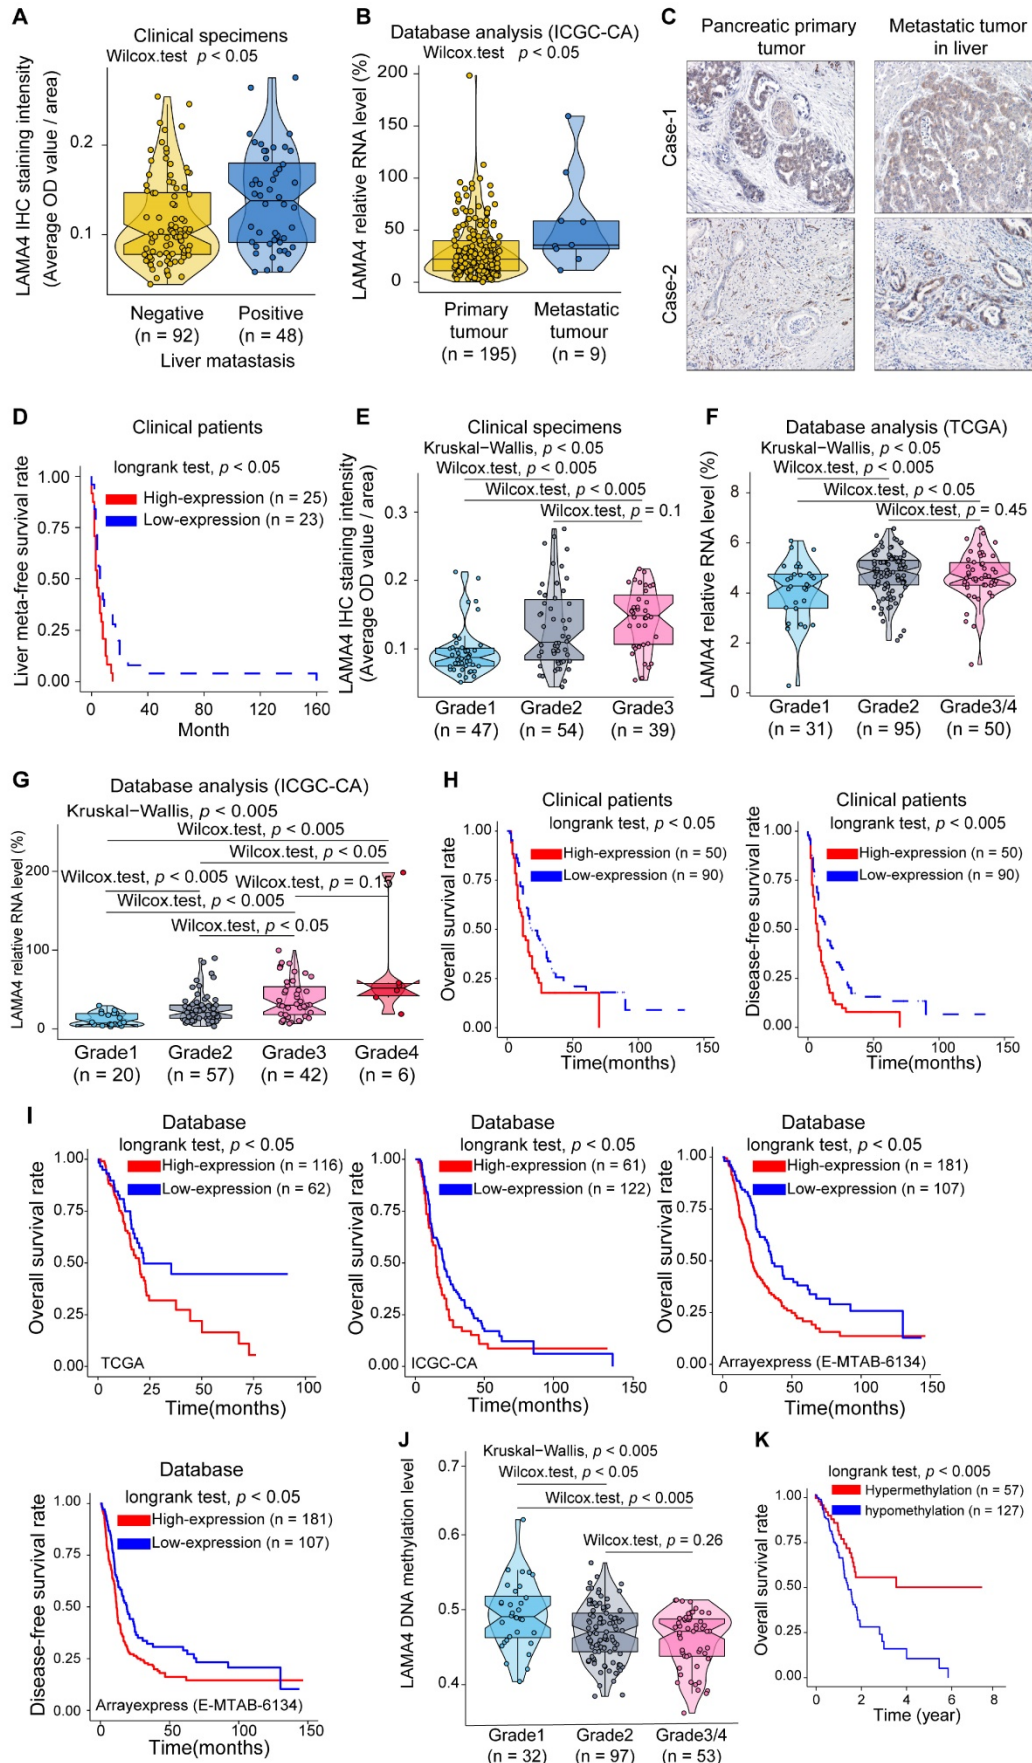 A
Clinical specimens
Wilcox.test p < 0.05
LAMA4 IHC staining intensity
(Average OD value / area)
0.2
0.1
Negative
(n = 92)
Positive
(n = 48)
Liver matastasis
B
Database analysis (ICGC-CA)
Wilcox.test p < 0.05
LAMA4 relative RNA level (%)
200
150
100
50
0
Primary
tumour
(n = 195)
Metastatic
tumour
(n = 9)
C
Pancreatic primary
tumor
Metastatic tumor
in liver
Case-1
Case-2
D
Clinical patients
longrank test, p < 0.05
High-expression (n = 25)
Low-expression (n = 23)
Liver meta-free survival rate
1.00
0.75
0.50
0.25
0.00
0
40
80
120
160
Month
E
Clinical specimens
Kruskal-Wallis, p < 0.05
Wilcox.test, p < 0.005
Wilcox.test, p < 0.005
Wilcox.test, p = 0.1
LAMA4 IHC staining intensity
(Average OD value / area)
0.3
0.2
0.1
Grade1
(n = 47)
Grade2
(n = 54)
Grade3
(n = 39)
F
Database analysis (TCGA)
Kruskal-Wallis, p < 0.05
Wilcox.test, p < 0.005
Wilcox.test, p < 0.05
Wilcox.test, p = 0.45
LAMA4 relative RNA level (%)
8
6
4
2
0
Grade1
(n = 31)
Grade2
(n = 95)
Grade3/4
(n = 50)
G
Database analysis (ICGC-CA)
Kruskal-Wallis, p < 0.005
Wilcox.test, p < 0.005
Wilcox.test, p < 0.05
Wilcox.test, p < 0.005
Wilcox.test, p = 0.15
Wilcox.test, p < 0.005
Wilcox.test, p < 0.05
LAMA4 relative RNA level (%)
200
100
0
Grade1
(n = 20)
Grade2
(n = 57)
Grade3
(n = 42)
Grade4
(n = 6)
H
Clinical patients
longrank test, p < 0.05
High-expression (n = 50)
Low-expression (n = 90)
Overall survival rate
1.00
0.75
0.50
0.25
0.00
0
50
100
150
Time(months)
Clinical patients
longrank test, p < 0.005
High-expression (n = 50)
Low-expression (n = 90)
Disease-free survival rate
1.00
0.75
0.50
0.25
0.00
0
50
100
150
Time(months)
I
Database
longrank test, p < 0.05
High-expression (n = 116)
Low-expression (n = 62)
Overall survival rate
1.00
0.75
0.50
0.25
0.00
TCGA
0
25
50
75
100
Time(months)
Database
longrank test, p < 0.05
High-expression (n = 61)
Low-expression (n = 122)
Overall survival rate
1.00
0.75
0.50
0.25
0.00
ICGC-CA
0
50
100
150
Time(months)
Database
longrank test, p < 0.05
High-expression (n = 181)
Low-expression (n = 107)
Overall survival rate
1.00
0.75
0.50
0.25
0.00
Arrayexpress (E-MTAB-6134)
0
50
100
150
Time(months)
Database
longrank test, p < 0.05
High-expression (n = 181)
Low-expression (n = 107)
Disease-free survival rate
1.00
0.75
0.50
0.25
0.00
Arrayexpress (E-MTAB-6134)
0
50
100
150
Time(months)
J
Kruskal-Wallis, p < 0.005
Wilcox.test, p < 0.05
Wilcox.test, p < 0.005
Wilcox.test, p = 0.26
LAMA4 DNA methylation level
0.7
0.6
0.5
0.4
Grade1
(n = 32)
Grade2
(n = 97)
Grade3/4
(n = 53)
K
longrank test, p < 0.005
Hypermethylation (n = 57)
hypomethylation (n = 127)
Overall survival rate
1.00
0.75
0.50
0.25
0.00
0
2
4
6
8
Time (year)